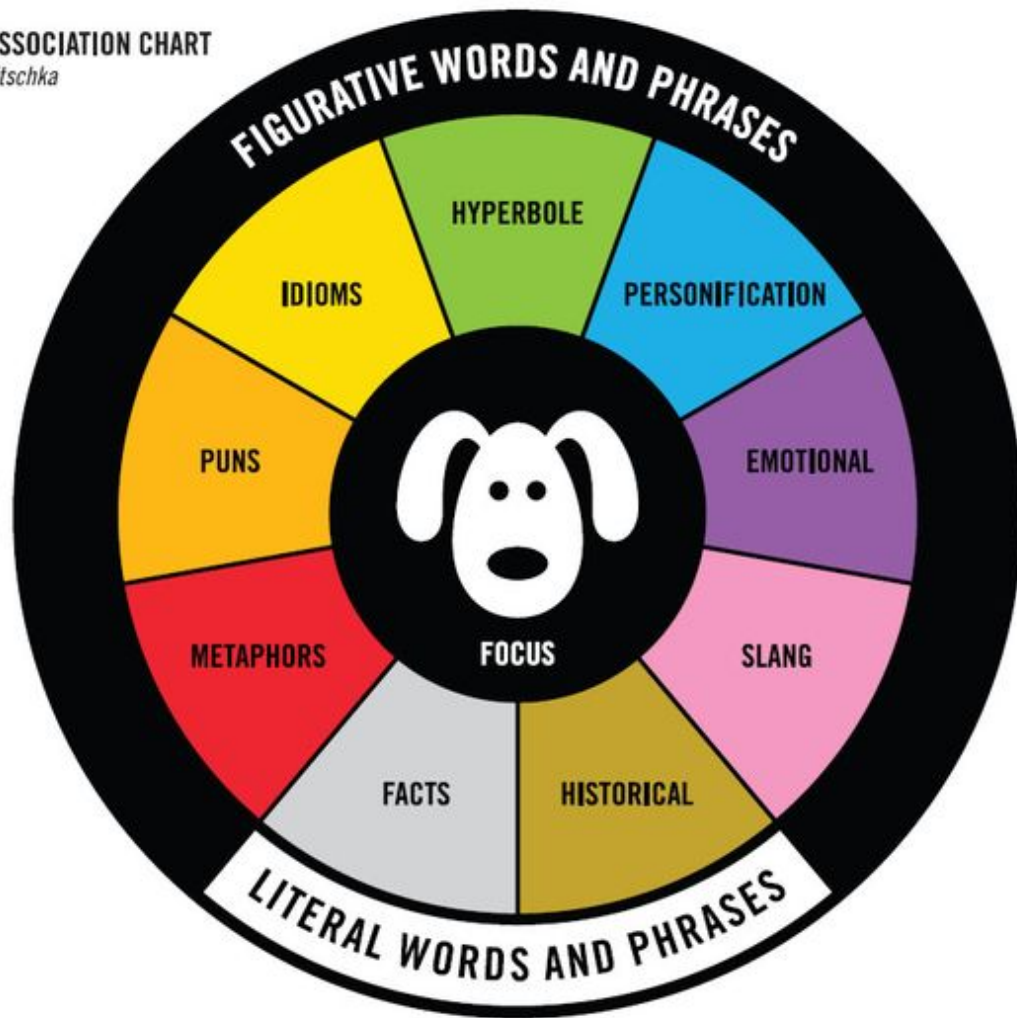 SSOCIATION CHART
tschka
FIGURATIVE WORDS AND PHRASES
HYPERBOLE
IDIOMS
PERSONIFICATION
PUNS
EMOTIONAL
METAPHORS
FOCUS
SLANG
FACTS
HISTORICAL
LITERAL WORDS AND PHRASES